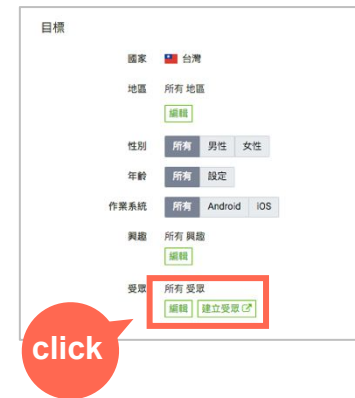 目標
國家 台灣
地區 所有 地區
編輯
性別 所有 男性 女性
年齡 所有 設定
作業系統 所有 Android iOS
興趣 所有 興趣
編輯
受眾 所有 受眾
編輯 建立受眾
click